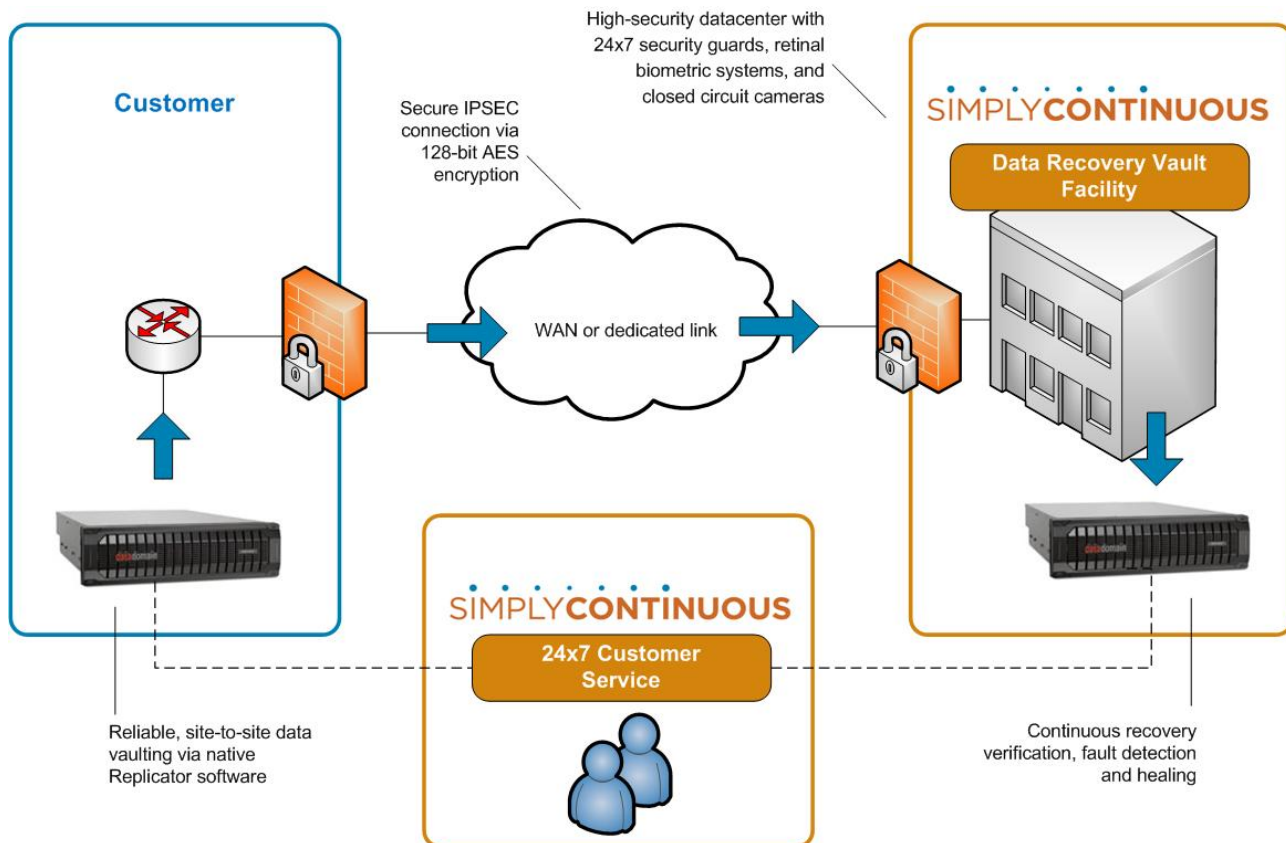 High-security datacenter with
24x7 security guards, retinal
biometric systems, and
closed circuit cameras
Customer
Secure IPSEC
connection via
128-bit AES
encryption
SIMPLYCONTINUOUS
Data Recovery Vault
Facility
WAN or dedicated link
datadomain
datadomain
SIMPLYCONTINUOUS
24x7 Customer
Service
Reliable, site-to-site data
vaulting via native
Replicator software
Continuous recovery
verification, fault detection
and healing